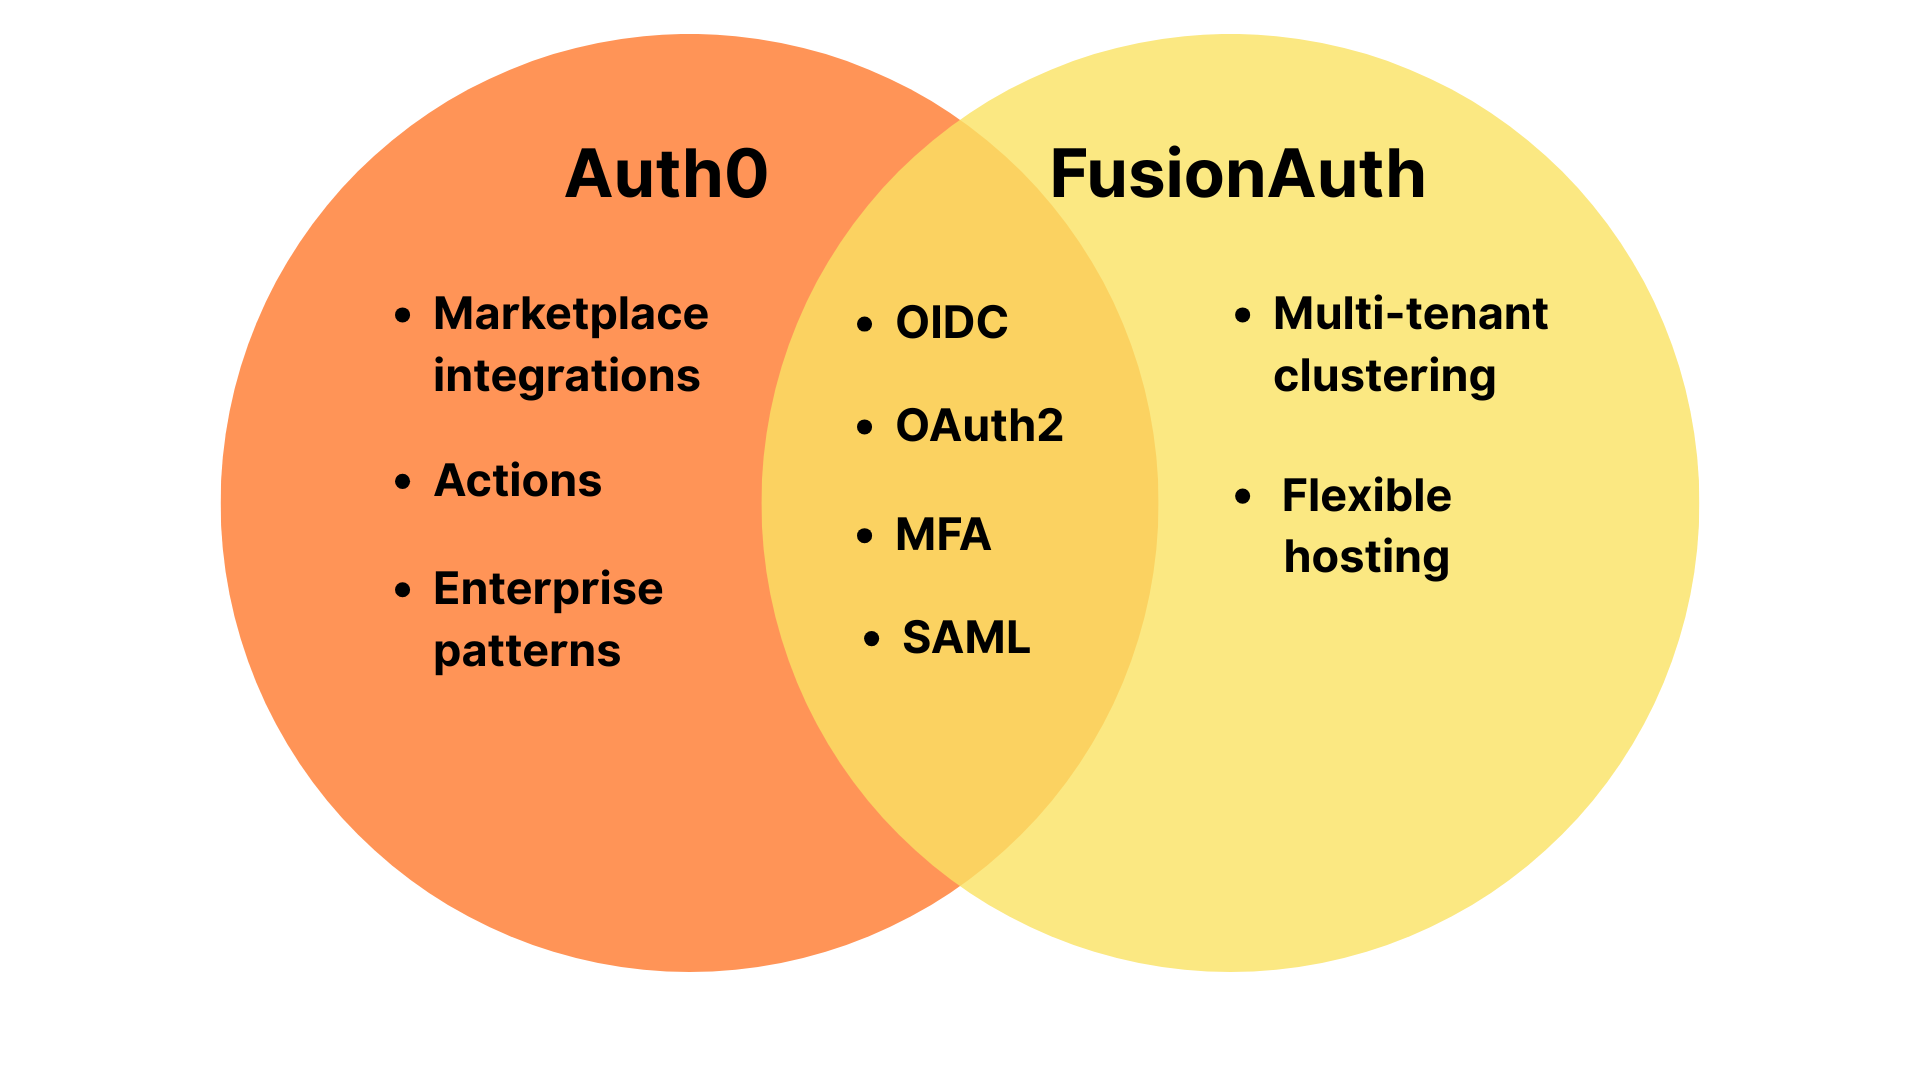 Auth0
• Marketplace
integrations
• Actions
• Enterprise
patterns
• OIDC
• OAuth2
• MFA
• SAML
FusionAuth
• Multi-tenant
clustering
• Flexible
hosting